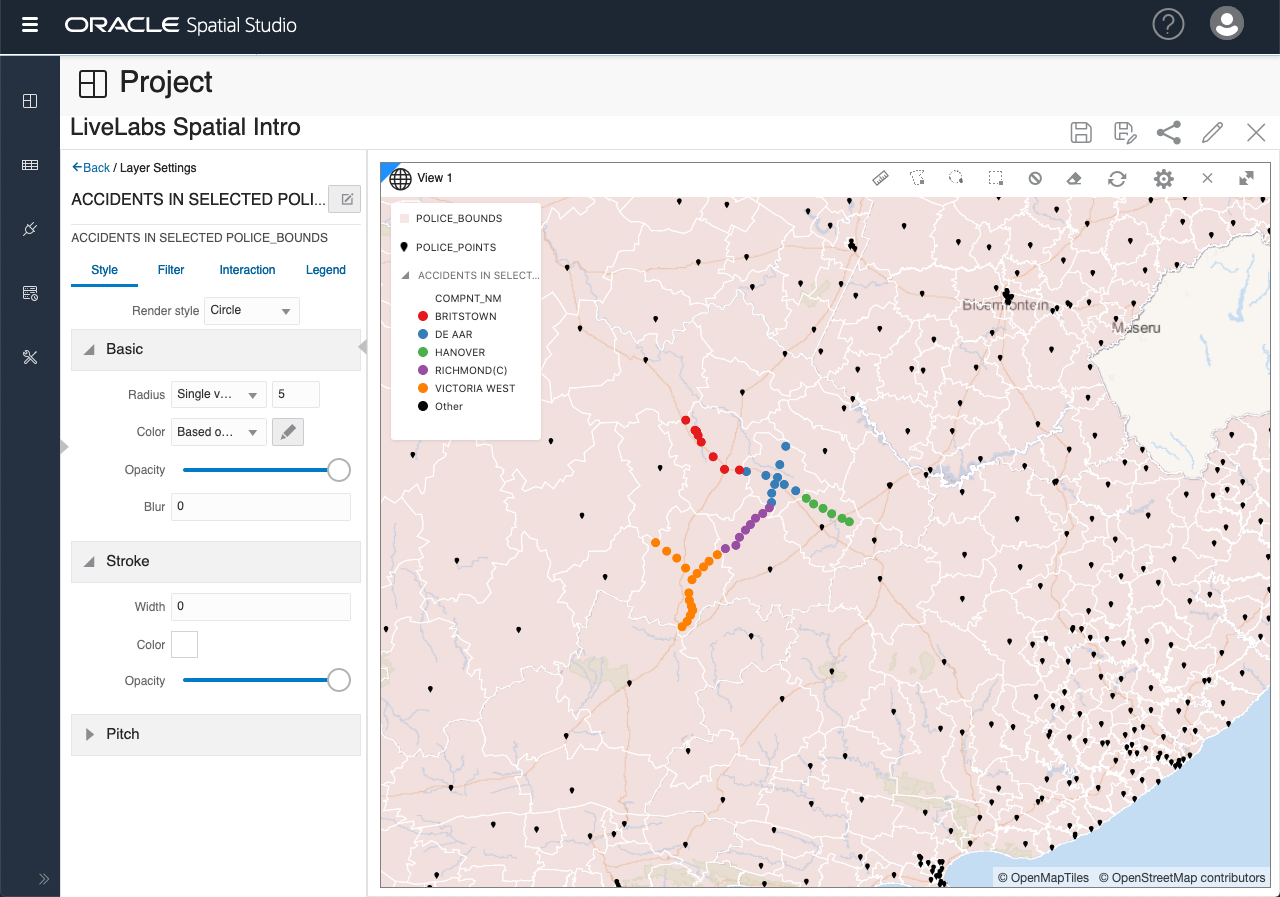 ORACLE Spatial Studio
Project
LiveLabs Spatial Intro
Back / Layer Settings
ACCIDENTS IN SELECTED POLI...
ACCIDENTS IN SELECTED POLICE_BOUNDS
Style Filter Interaction Legend
Render style Circle
Basic
Radius Single v... 5
Color Based o...
Opacity
Blur 0
Stroke
Width 0
Color
Opacity
Pitch
View 1
POLICE_BOUNDS
POLICE_POINTS
ACCIDENTS IN SELECT...
COMPNT_NM
BRITSTOWN
DE AAR
HANOVER
RICHMOND(C)
VICTORIA WEST
Other
Bloemfontein
Maseru
© OpenMapTiles © OpenStreetMap contributors